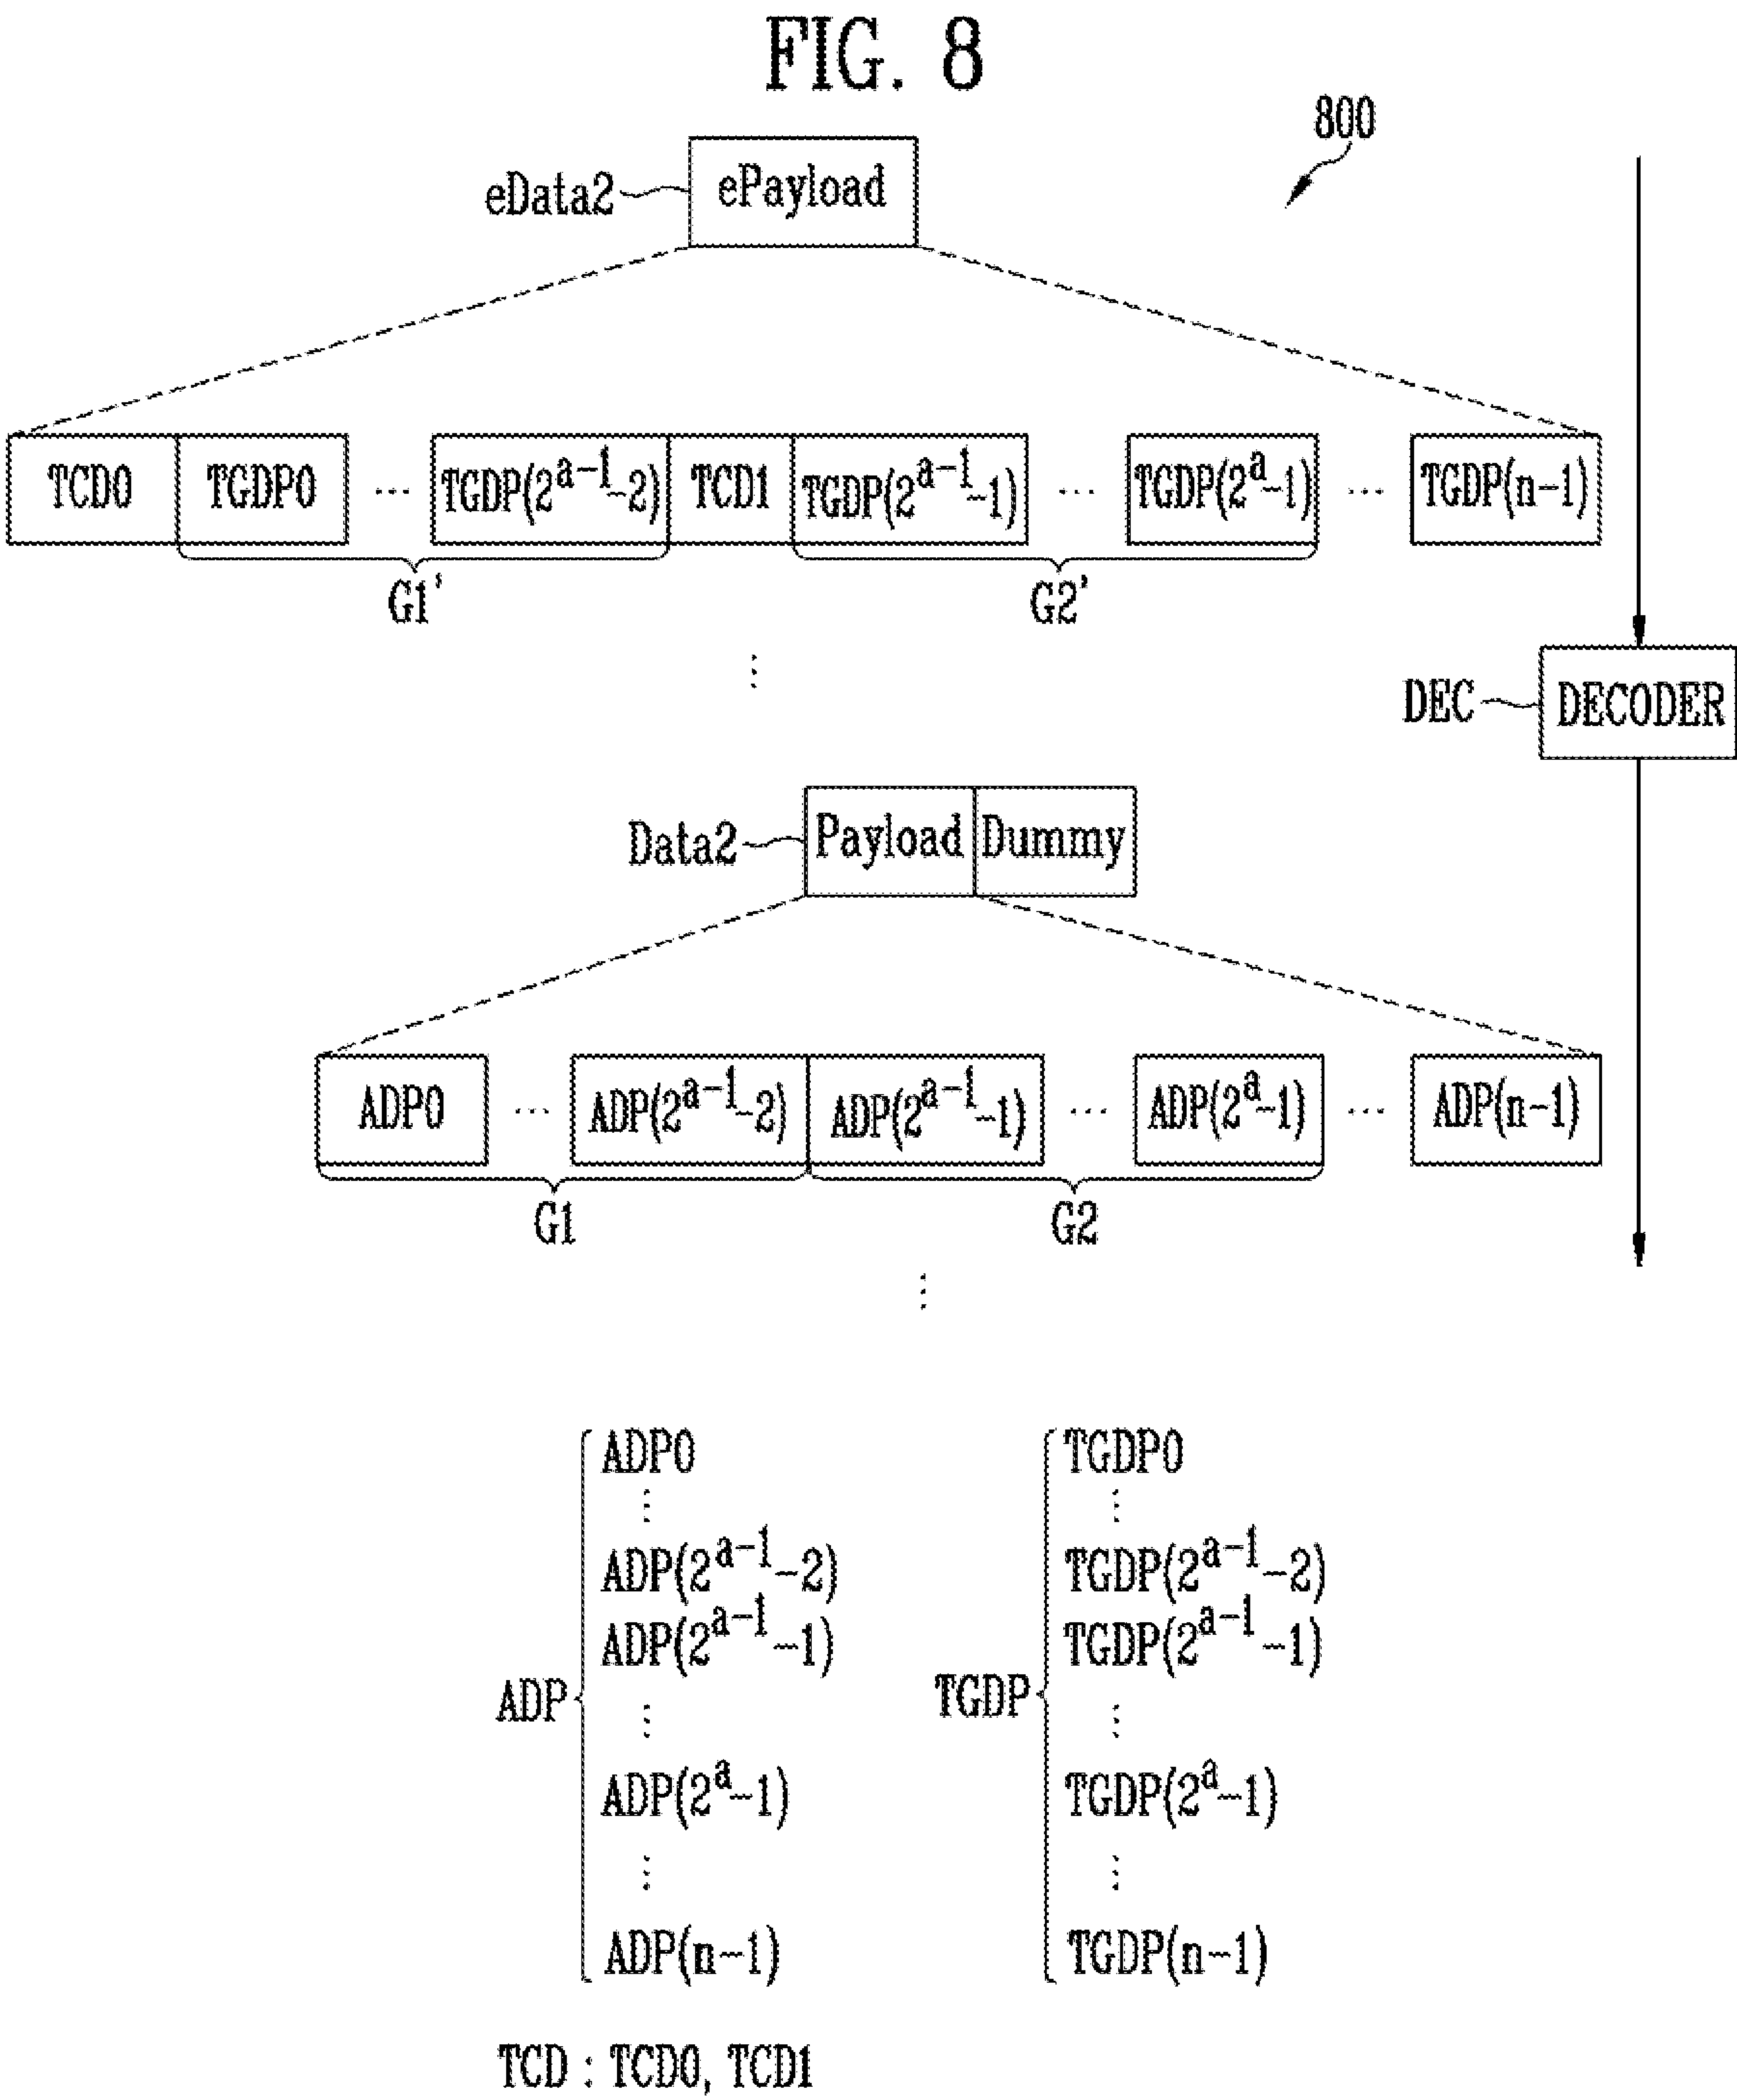 FIG. 8
800
eData2 ePayload
TCD0 TGDP0 ... TGDP(2^a-1-2) TCD1 TGDP(2^a-1-1) ... TGDP(2^a-1) ... TGDP(n-1)
G1' G2'
⋮
DEC DECODER
Data2 Payload Dummy
ADP0 ... ADP(2^a-1-2) ADP(2^a-1-1) ... ADP(2^a-1) ... ADP(n-1)
G1 G2
⋮
ADP
ADP0
⋮
ADP(2^a-1-2)
ADP(2^a-1-1)
⋮
ADP(2^a-1)
⋮
ADP(n-1)
TGDP
TGDP0
⋮
TGDP(2^a-1-2)
TGDP(2^a-1-1)
⋮
TGDP(2^a-1)
⋮
TGDP(n-1)
TCD : TCD0, TCD1